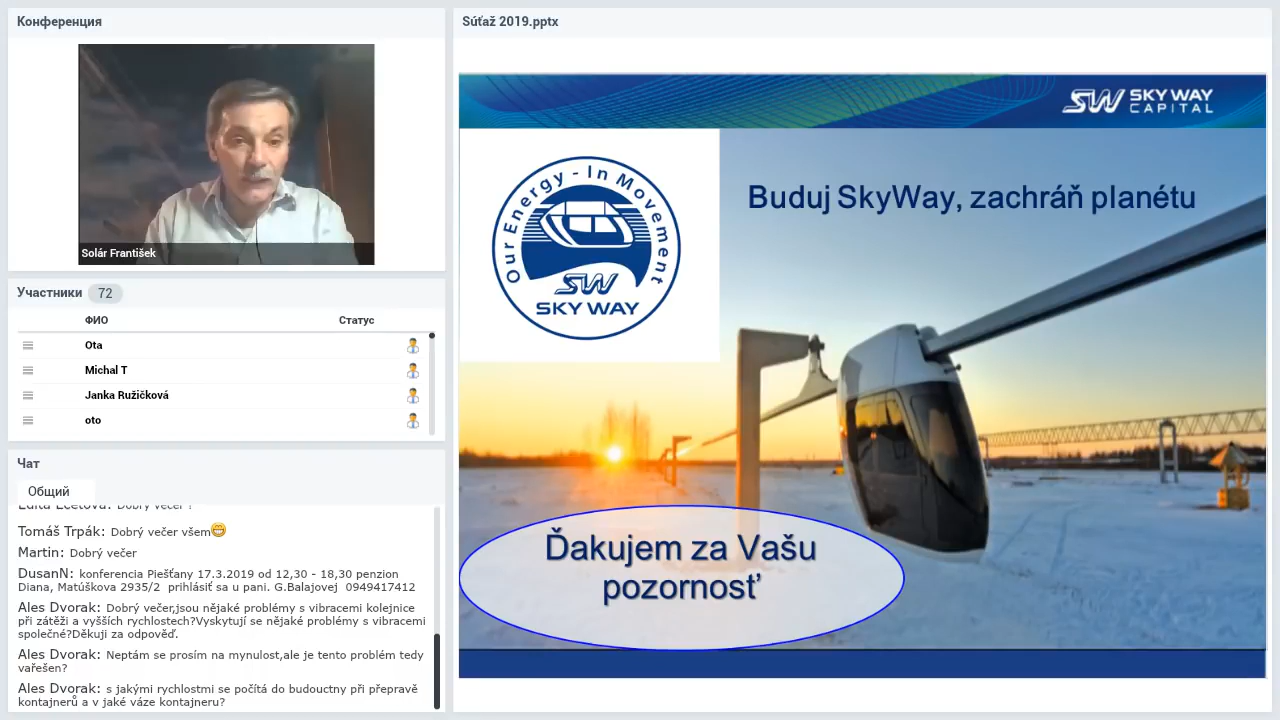 Конференция
Solár František
Участники 72
ФИО Статус
Ota
Michal T
Janka Ružičková
oto
Чат
Общий
Tomáš Trpák: Dobrý večer všem
Martin: Dobrý večer
DusanN: konferencia Piešťany 17.3.2019 od 12,30 - 18,30 penzion
Diana, Matúškova 2935/2 prihlásiť sa u pani. G.Balajovej 0949417412
Ales Dvorak: Dobrý večer,jsou nějaké problémy s vibracemi kolejnice
při zátěži a vyšších rychlostech?Vyskytují se nějaké problémy s vibracemi
společné?Děkuji za odpověď.
Ales Dvorak: Neptám se prosím na mynulost,ale je tento problém tedy
vařešen?
Ales Dvorak: s jakými rychlostmi se počítá do budouctny při přepravě
kontajnerů a v jaké váze kontajneru?
Súťaž 2019.pptx
SW SKY WAY
CAPITAL
Our Energy - In Movement
SW
SKY WAY
Buduj SkyWay, zachráň planétu
Ďakujem za Vašu
pozornosť